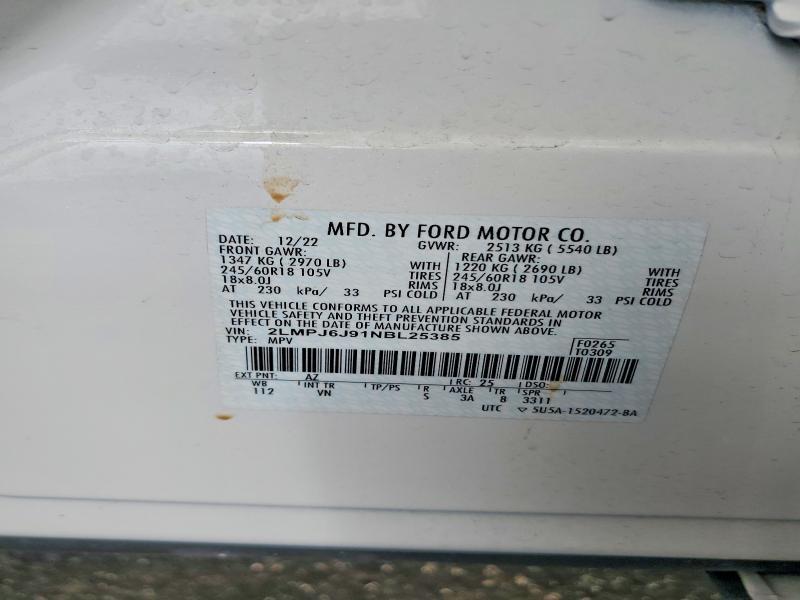 MFD. BY FORD MOTOR CO.
DATE: 12/22 GVWR: 2513 KG ( 5540 LB)
FRONT GAWR: REAR GAWR:
1347 KG ( 2970 LB) WITH 1220 KG ( 2690 LB) WITH
245/60R18 105V TIRES 245/60R18 105V TIRES
18x8.0J RIMS 18x8.0J RIMS
AT 230 kPa/ 33 PSI COLD AT 230 kPa/ 33 PSI COLD
THIS VEHICLE CONFORMS TO ALL APPLICABLE FEDERAL MOTOR
VEHICLE SAFETY AND THEFT PREVENTION STANDARDS IN
EFFECT ON THE DATE OF MANUFACTURE SHOWN ABOVE.
VIN: 2LMPJ6J91NBL25385 F0265
TYPE: MPV T0309
EXT PNT: AZ RC: 25 DSO:
WB INT TR TP/PS R AXLE TR SPR
112 VN S 3A 8 3311
UTC ▽ 5U5A-1520472-BA